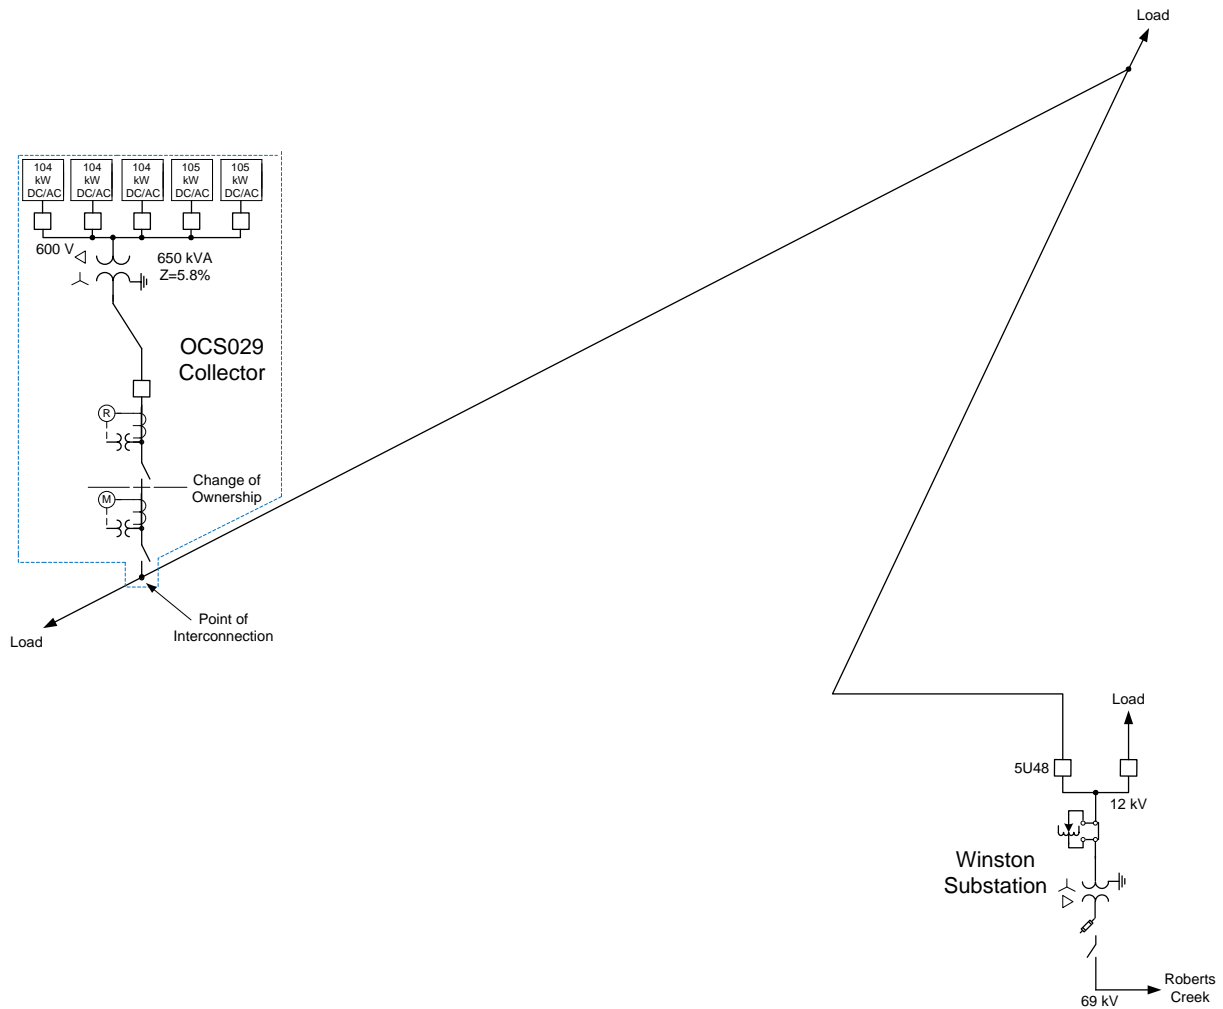 Load
104
kW
DC/AC
104
kW
DC/AC
104
kW
DC/AC
105
kW
DC/AC
105
kW
DC/AC
600 V
650 kVA
Z=5.8%
OCS029
Collector
R
Change of
Ownership
M
Point of
Interconnection
Load
Load
5U48
12 kV
Winston
Substation
Roberts
Creek
69 kV